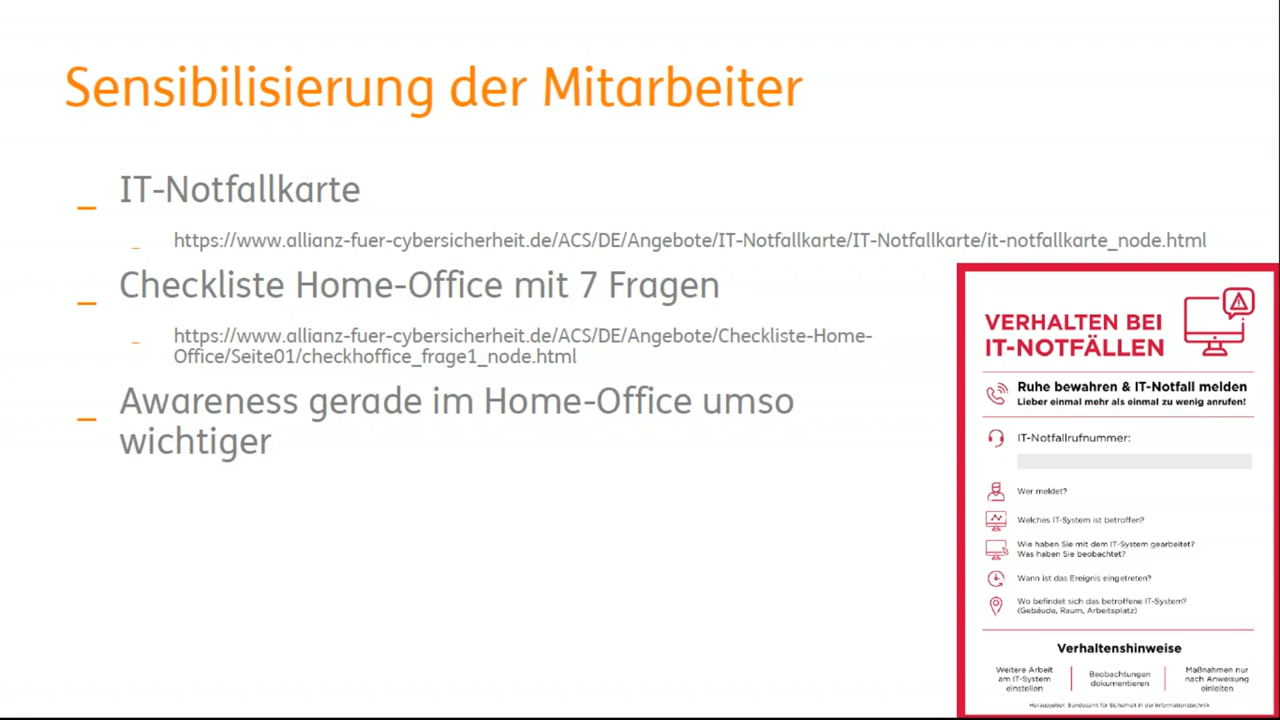 Sensibilisierung der Mitarbeiter
_ IT-Notfallkarte
_ https://www.allianz-fuer-cybersicherheit.de/ACS/DE/Angebote/IT-Notfallkarte/IT-Notfallkarte/it-notfallkarte_node.html
_ Checkliste Home-Office mit 7 Fragen
_ https://www.allianz-fuer-cybersicherheit.de/ACS/DE/Angebote/Checkliste-Home-
Office/Seite01/checkhoffice_frage1_node.html
_ Awareness gerade im Home-Office umso
wichtiger
VERHALTEN BEI
IT-NOTFÄLLEN
Ruhe bewahren & IT-Notfall melden
Lieber einmal mehr als einmal zu wenig anrufen!
IT-Notfallrufnummer:
Wer meldet?
Welches IT-System ist betroffen?
Wie haben Sie mit dem IT-System gearbeitet?
Was haben Sie beobachtet?
Wann ist das Ereignis eingetreten?
Wo befindet sich das betroffene IT-System?
(Gebäude, Raum, Arbeitsplatz)
Verhaltenshinweise
Weitere Arbeit
am IT-System
einstellen
Beobachtungen
dokumentieren
Maßnahmen nur
nach Anweisung
einleiten
Herausgeber: Bundesamt für Sicherheit in der Informationstechnik